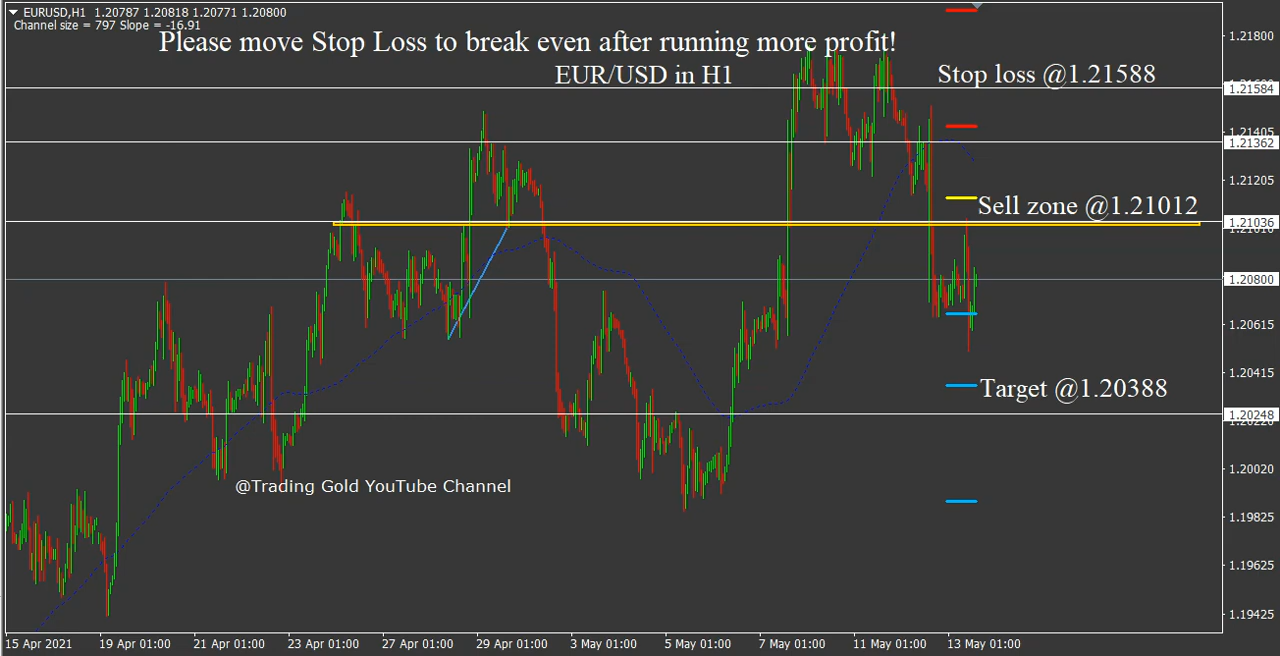 EURUSD,H1 1.20787 1.20818 1.20771 1.20800
Channel size = 797 Slope = -16.91
Please move Stop Loss to break even after running more profit!
EUR/USD in H1
1.21800
Stop loss @1.21588
1.21584
1.21405
1.21362
1.21205
Sell zone @1.21012
1.21036
1.21010
1.20800
1.20615
1.20415
Target @1.20388
1.20248
1.20220
1.20020
@Trading Gold YouTube Channel
1.19825
1.19625
1.19425
15 Apr 2021 19 Apr 01:00 21 Apr 01:00 23 Apr 01:00 27 Apr 01:00 29 Apr 01:00 3 May 01:00 5 May 01:00 7 May 01:00 11 May 01:00 13 May 01:00